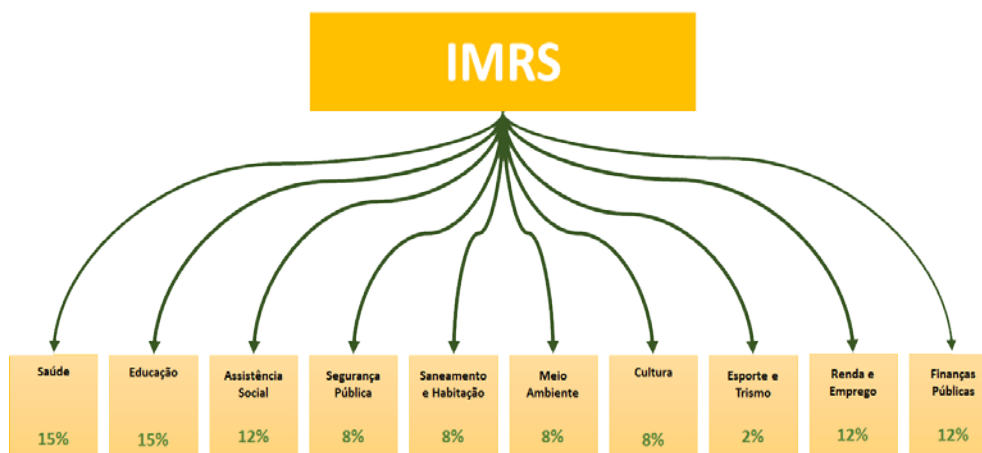 IMRS
Saúde
15%
Educação
15%
Assistência
Social
12%
Segurança
Pública
8%
Saneamento
e Habitação
8%
Meio
Ambiente
8%
Cultura
8%
Esporte e
Trismo
2%
Renda e
Emprego
12%
Finanças
Públicas
12%